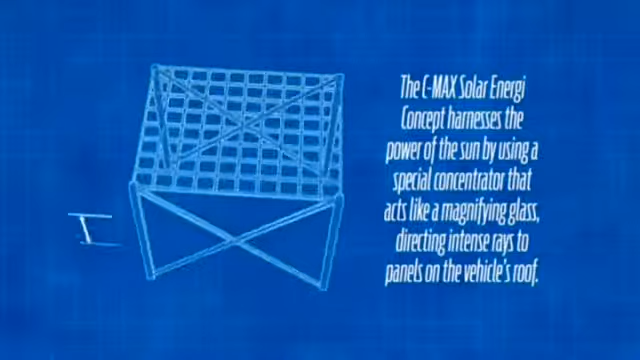 The C-MAX Solar Energi
Concept harnesses the
power of the sun by using a
special concentrator that
acts like a magnifying glass,
directing intense rays to
panels on the vehicle's roof.